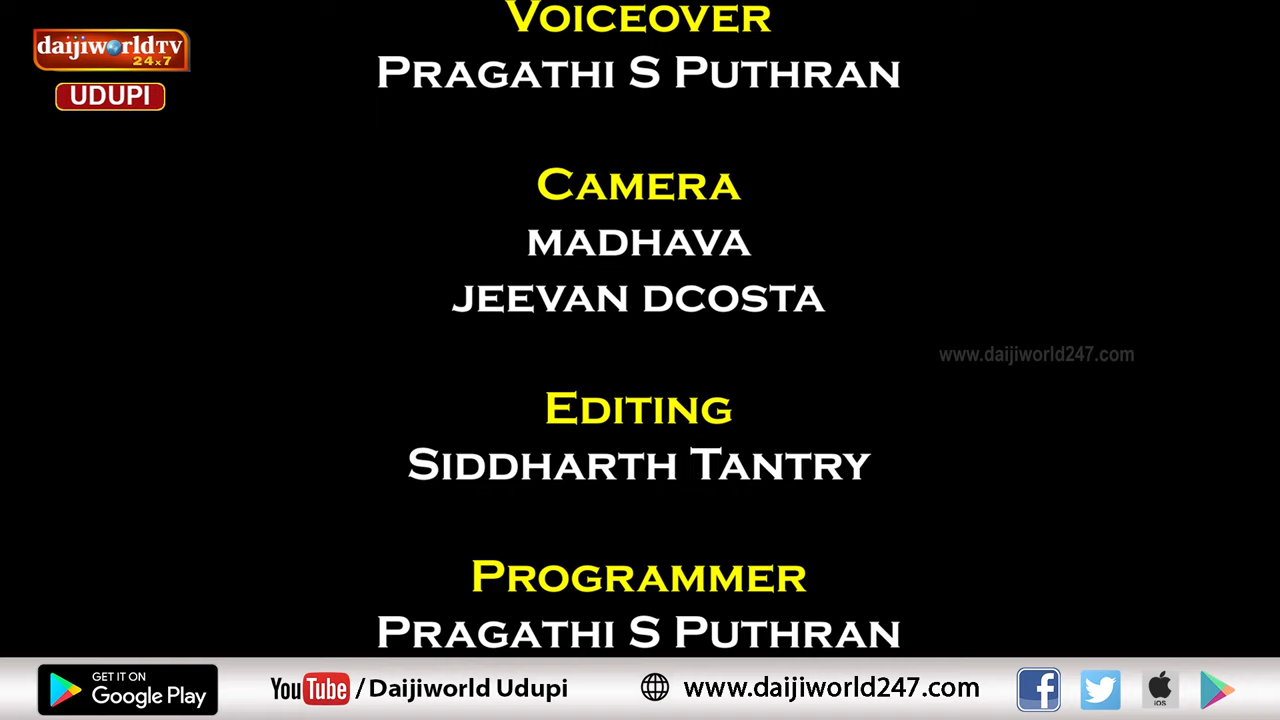 VOICEOVER
daijiworldTV
24x7
UDUPI
PRAGATHI S PUTHRAN
CAMERA
MADHAVA
JEEVAN DCOSTA
www.daijiworld247.com
EDITING
SIDDHARTH TANTRY
PROGRAMMER
PRAGATHI S PUTHRAN
GET IT ON
Google Play
YouTube /Daijiworld Udupi
www.daijiworld247.com
iOS